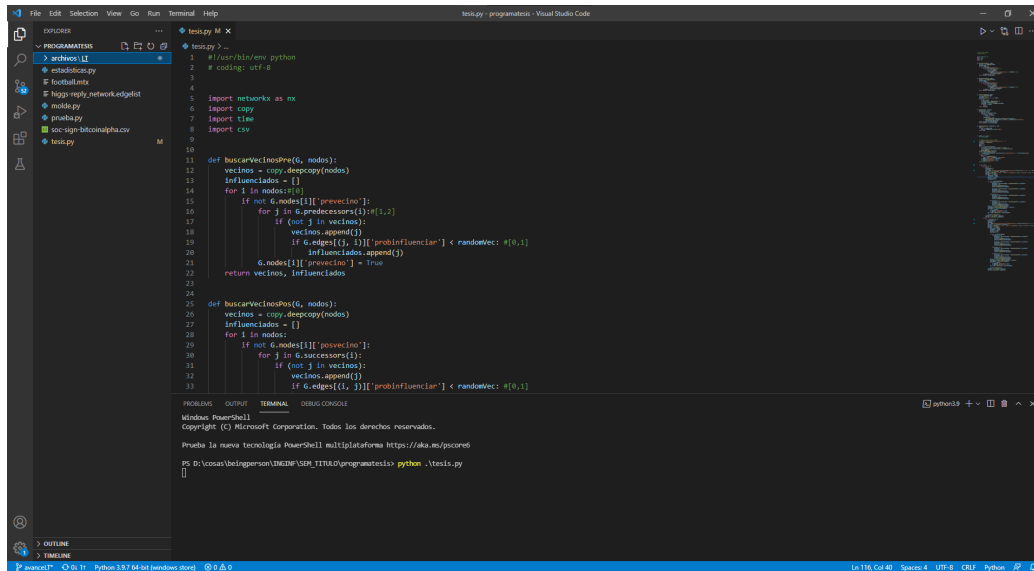 File Edit Selection View Go Run Terminal Help
tesis.py - programatesis - Visual Studio Code
EXPLORER
PROGRAMATESIS
archivos \ LT
estadisticas.py
football.mtx
higgs-reply_network.edgelist
molde.py
prueba.py
soc-sign-bitcoinalpha.csv
tesis.py M
OUTLINE
TIMELINE
tesis.py M
tesis.py > ...
1 #!/usr/bin/env python
2 # coding: utf-8
3
4
5 import networkx as nx
6 import copy
7 import time
8 import csv
9
10
11 def buscarVecinosPre(G, nodos):
12 vecinos = copy.deepcopy(nodos)
13 influenciados = []
14 for i in nodos:#[0]
15 if not G.nodes[i]['prevecino']:
16 for j in G.predecessors(i):#[1,2]
17 if (not j in vecinos):
18 vecinos.append(j)
19 if G.edges[(j, i)]['probinfluenciar'] < randomVec: #[0,1]
20 influenciados.append(j)
21 G.nodes[i]['prevecino'] = True
22 return vecinos, influenciados
23
24
25 def buscarVecinosPos(G, nodos):
26 vecinos = copy.deepcopy(nodos)
27 influenciados = []
28 for i in nodos:
29 if not G.nodes[i]['posvecino']:
30 for j in G.successors(i):
31 if (not j in vecinos):
32 vecinos.append(j)
33 if G.edges[(i, j)]['probinfluenciar'] < randomVec: #[0,1]
PROBLEMS OUTPUT TERMINAL DEBUG CONSOLE
python3.9
Windows PowerShell
Copyright (C) Microsoft Corporation. Todos los derechos reservados.
Prueba la nueva tecnología PowerShell multiplataforma https://aka.ms/pscore6
PS D:\cosas\beingperson\INGINF\SEM_TITULO\programatesis> python .\tesis.py
avanceLT* 0↓ 1↑ Python 3.9.7 64-bit (windows store) 0 0
Ln 116, Col 40 Spaces: 4 UTF-8 CRLF Python